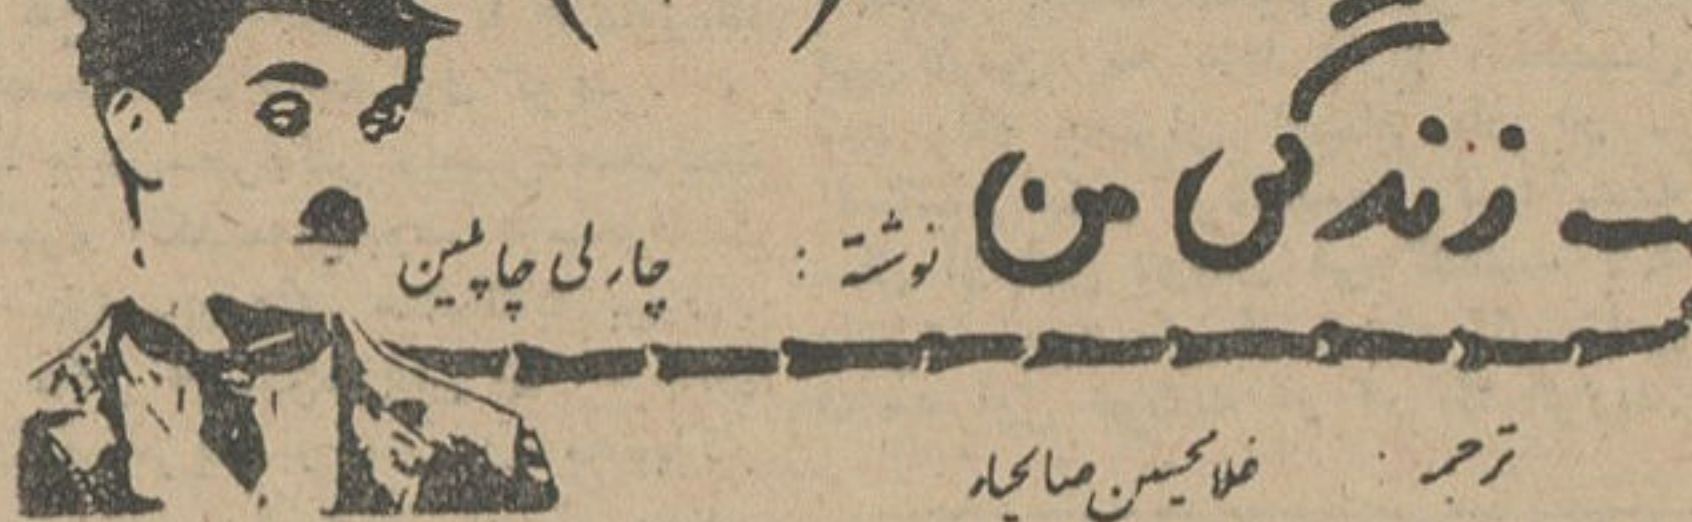 زندگی من
نوشته : چارلی چاپلین
ترجمه : غلامحسین صالحیار